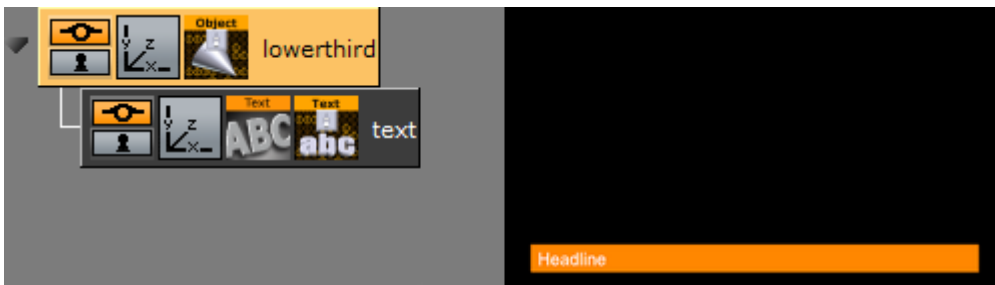 Object
lowerthird
y
z
x
Text
ABC
Text
abc
text
y
z
x
Headline